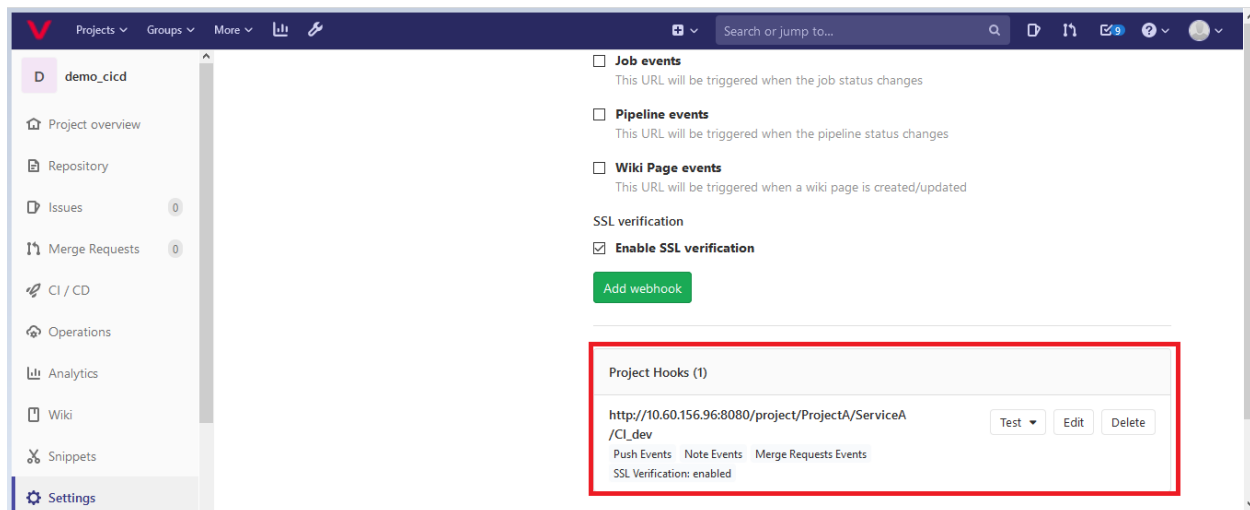 Projects Groups More Search or jump to... 9
D demo_cicd
Project overview
Repository
Issues 0
Merge Requests 0
CI / CD
Operations
Analytics
Wiki
Snippets
Settings
Job events
This URL will be triggered when the job status changes
Pipeline events
This URL will be triggered when the pipeline status changes
Wiki Page events
This URL will be triggered when a wiki page is created/updated
SSL verification
Enable SSL verification
Add webhook
Project Hooks (1)
http://10.60.156.96:8080/project/ProjectA/ServiceA
/CI_dev
Test Edit Delete
Push Events Note Events Merge Requests Events
SSL Verification: enabled